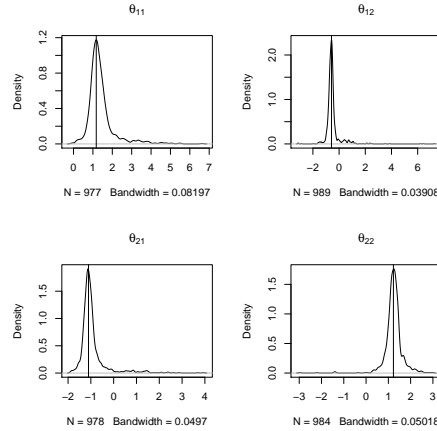 θ11
Density
0.0 0.4 0.8 1.2
0 1 2 3 4 5 6 7
N = 977 Bandwidth = 0.08197
θ12
Density
0.0 1.0 2.0
−2 0 2 4 6
N = 989 Bandwidth = 0.03908
θ21
Density
0.0 0.5 1.0 1.5
−2 −1 0 1 2 3 4
N = 978 Bandwidth = 0.0497
θ22
Density
0.0 0.5 1.0 1.5
−3 −2 −1 0 1 2 3
N = 984 Bandwidth = 0.05018